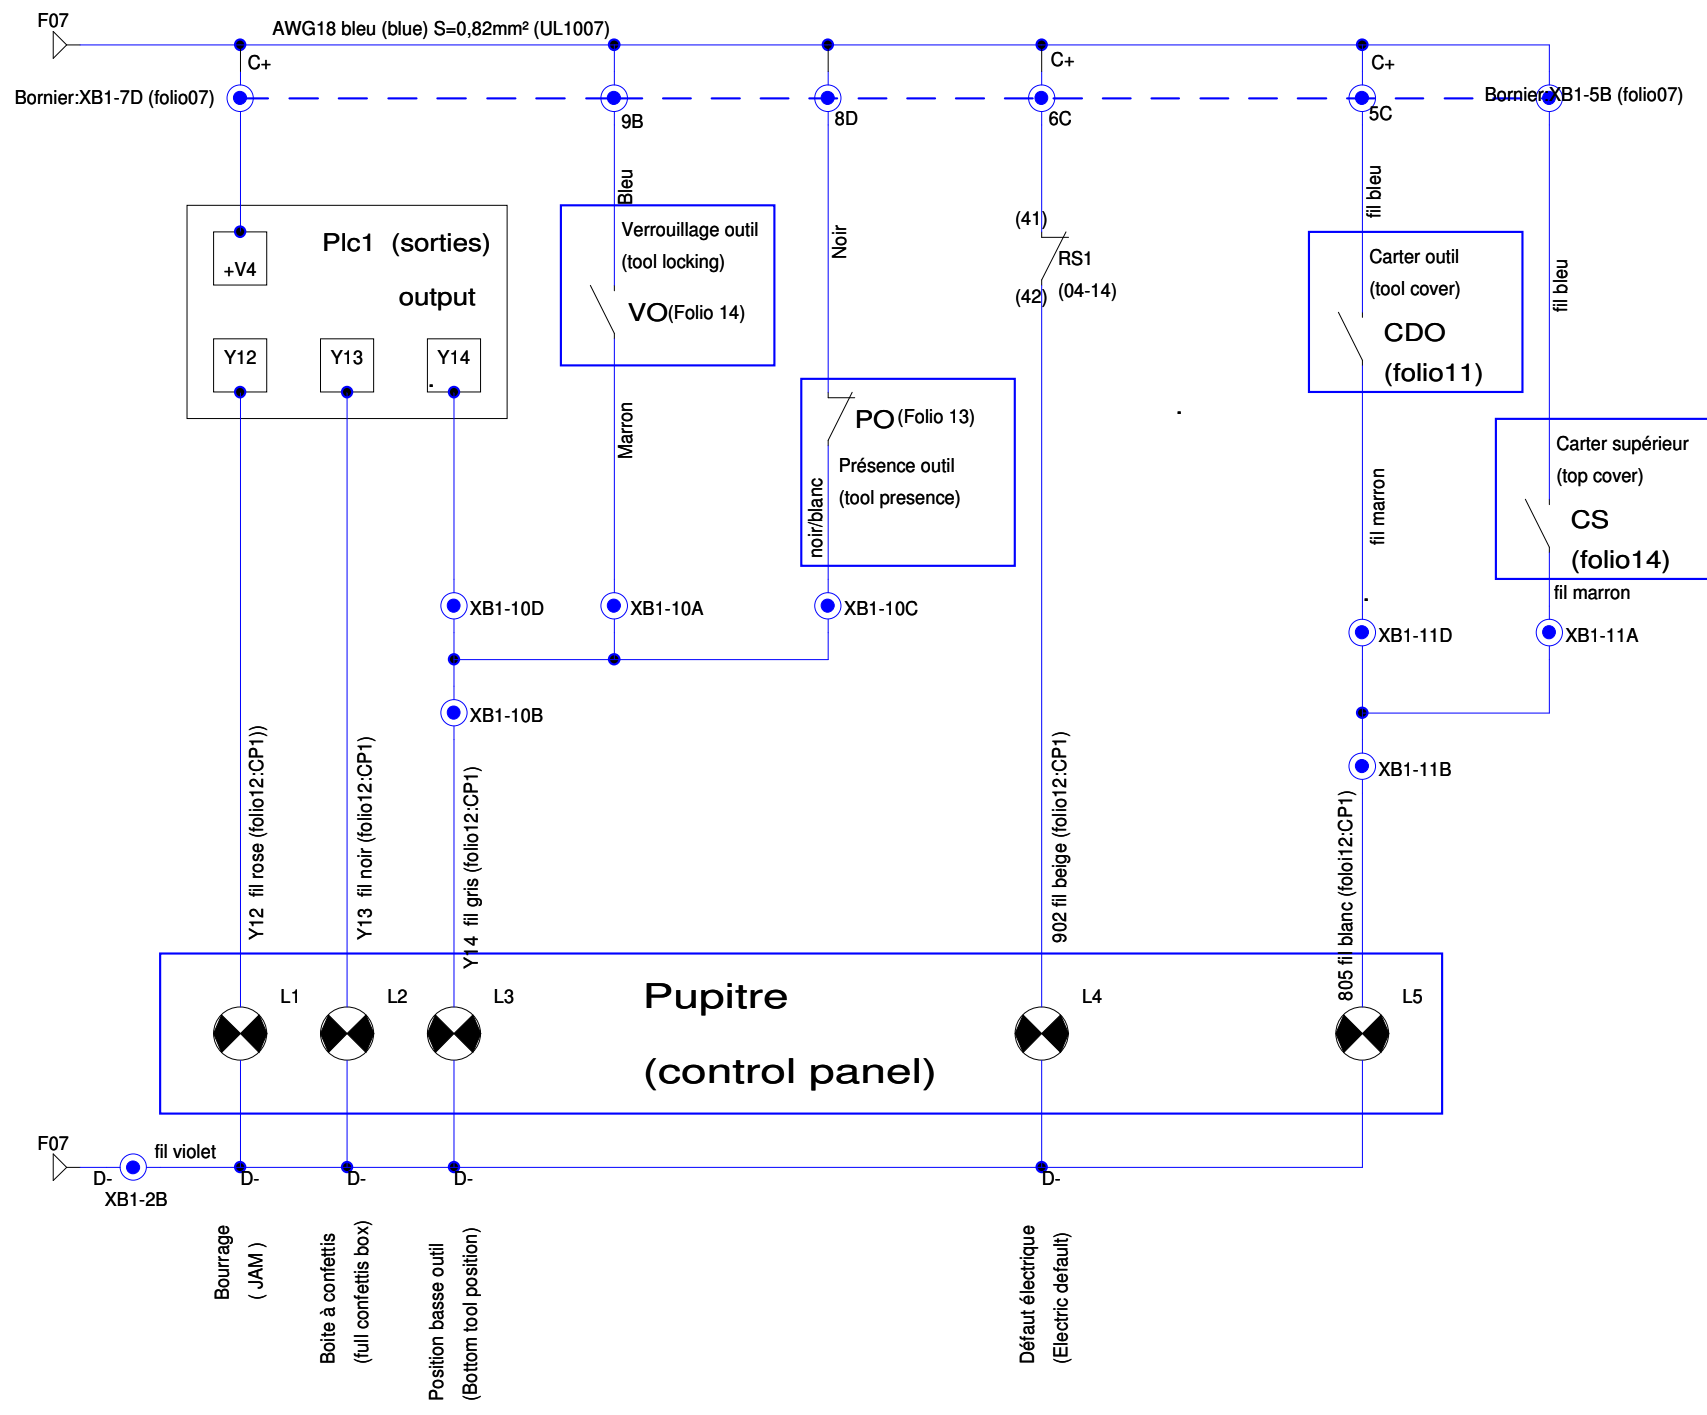 F07
AWG18 bleu (blue) S=0,82mm² (UL1007)
C+
C+
C+
Bornier:XB1-7D (folio07)
Bornier:XB1-5B (folio07)
9B
8D
6C
5C
Bleu
Noir
fil bleu
fil bleu
Plc1 (sorties)
output
+V4
Y12
Y13
Y14
Verrouillage outil
(tool locking)
VO(Folio 14)
(41)
RS1
(42)
(04-14)
Carter outil
(tool cover)
CDO
(folio11)
Marron
PO(Folio 13)
Présence outil
(tool presence)
noir/blanc
fil marron
Carter supérieur
(top cover)
CS
(folio14)
fil marron
XB1-10D
XB1-10A
XB1-10C
XB1-11D
XB1-11A
XB1-10B
XB1-11B
Y12 fil rose (folio12:CP1))
Y13 fil noir (folio12:CP1)
Y14 fil gris (folio12:CP1)
902 fil beige (folio12:CP1)
805 fil blanc (foloi12:CP1)
L1
L2
L3
L4
L5
Pupitre
(control panel)
F07
D-
XB1-2B
fil violet
D-
D-
D-
D-
Bourrage
( JAM )
Boite à confettis
(full confettis box)
Position basse outil
(Bottom tool position)
Défaut électrique
(Electric default)